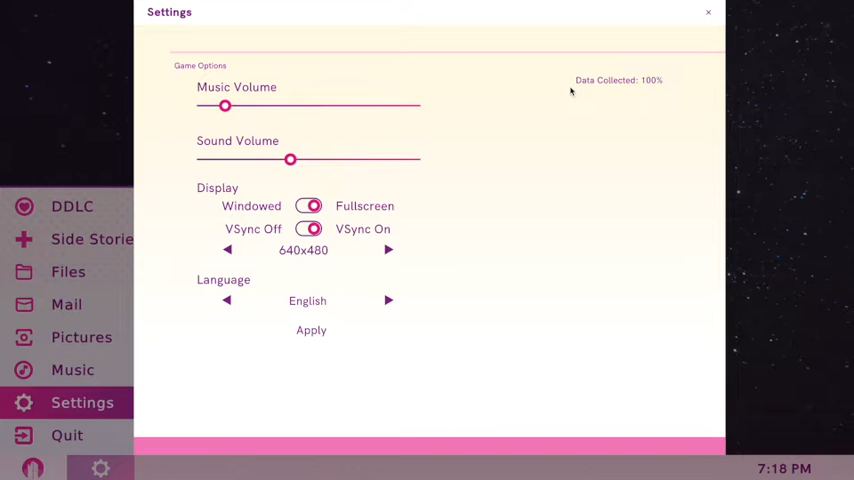 Settings
Game Options
Data Collected: 100%
Music Volume
Sound Volume
Display
Windowed Fullscreen
VSync Off VSync On
640x480
Language
English
Apply
DDLC
Side Storie
Files
Mail
Pictures
Music
Settings
Quit
7:18 PM